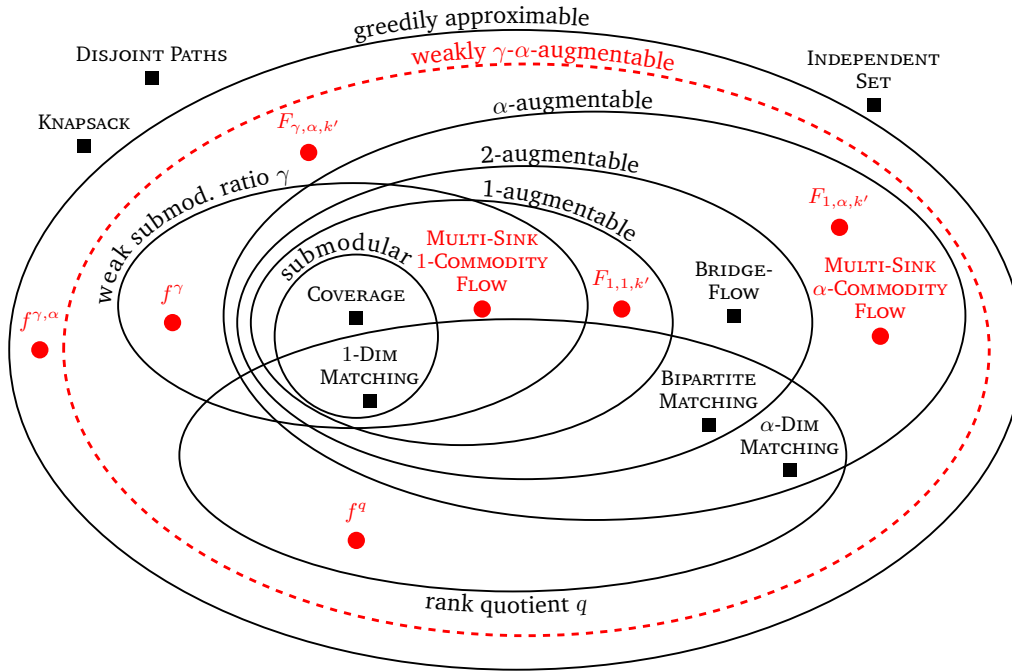 greedily approximable
weakly γ-α-augmentable
DISJOINT PATHS
INDEPENDENT
SET
α-augmentable
KNAPSACK
F_{γ,α,k′}
2-augmentable
weak submod. ratio γ
1-augmentable
F_{1,α,k′}
submodular
MULTI-SINK
1-COMMODITY
FLOW
BRIDGE-
FLOW
MULTI-SINK
α-COMMODITY
FLOW
f^{γ,α}
f^γ
COVERAGE
F_{1,1,k′}
1-DIM
MATCHING
BIPARTITE
MATCHING
α-DIM
MATCHING
f^q
rank quotient q